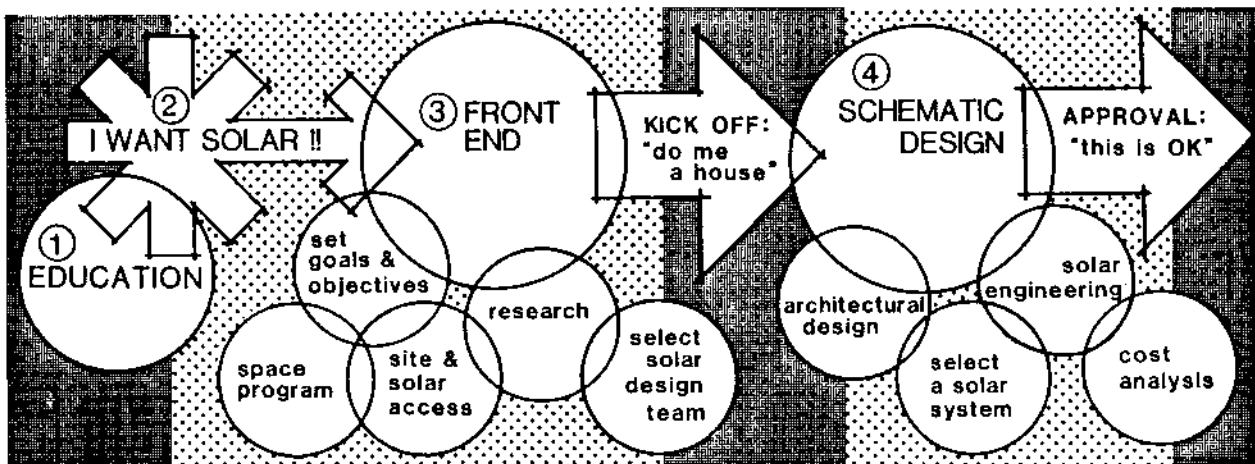 ①
EDUCATION
②
I WANT SOLAR !!
③ FRONT
END
set
goals &
objectives
space
program
site &
solar
access
research
select
solar
design
team
KICK OFF:
"do me
a house"
④
SCHEMATIC
DESIGN
architectural
design
select
a solar
system
solar
engineering
cost
analysis
APPROVAL:
"this is OK"